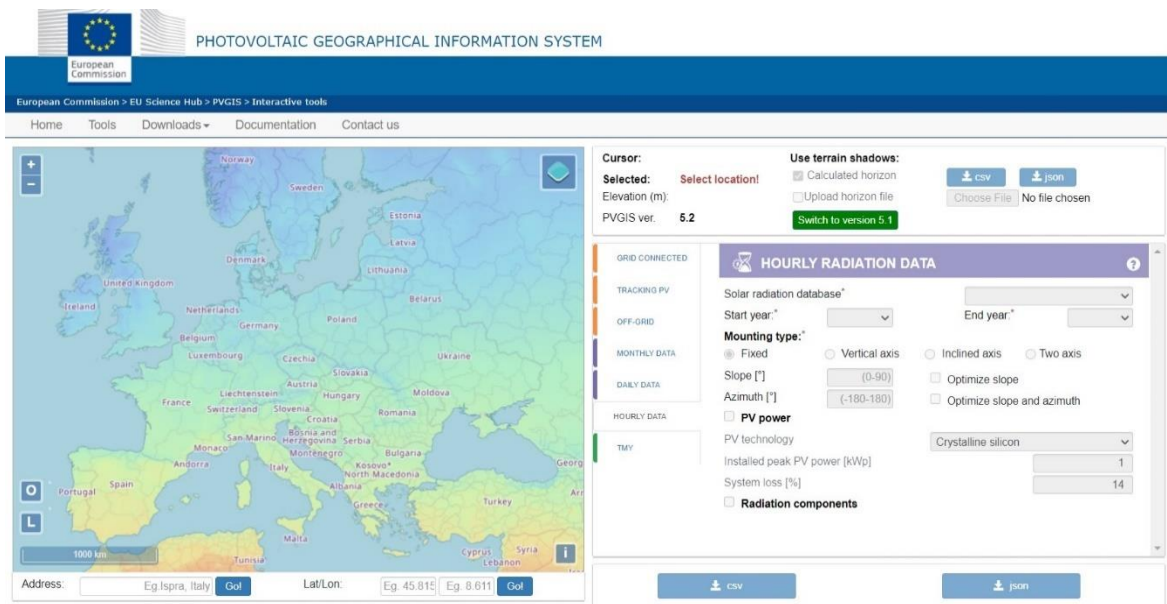 European
Commission
PHOTOVOLTAIC GEOGRAPHICAL INFORMATION SYSTEM
European Commission > EU Science Hub > PVGIS > Interactive tools
Home Tools Downloads Documentation Contact us
+
−
Norway
Sweden
Estonia
Latvia
Denmark
Lithuania
United Kingdom
Ireland
Belarus
Netherlands
Poland
Germany
Belgium
Luxembourg
Czechia
Ukraine
Slovakia
Austria
Liechtenstein
Hungary
Moldova
France
Switzerland
Slovenia
Romania
Croatia
San Marino
Bosnia and
Herzegovina
Serbia
Monaco
Montenegro
Bulgaria
Andorra
Italy
Kosovo*
Georg
North Macedonia
Portugal
Spain
Albania
Greece
Turkey
Arr
Malta
Cyprus
Syria
Lebanon
Tunisia
O
L
1000 km
i
Address: Eg.Ispra, Italy Go! Lat/Lon: Eg. 45.815 Eg. 8.611 Go!
Cursor: Use terrain shadows:
Selected: Select location! Calculated horizon csv json
Elevation (m): Upload horizon file Choose File No file chosen
PVGIS ver. 5.2 Switch to version 5.1
GRID CONNECTED
TRACKING PV
OFF-GRID
MONTHLY DATA
DAILY DATA
HOURLY DATA
TMY
HOURLY RADIATION DATA ?
Solar radiation database*
Start year:* End year:*
Mounting type:*
Fixed Vertical axis Inclined axis Two axis
Slope [°] (0-90) Optimize slope
Azimuth [°] (-180-180) Optimize slope and azimuth
PV power
PV technology Crystalline silicon
Installed peak PV power [kWp] 1
System loss [%] 14
Radiation components
csv json